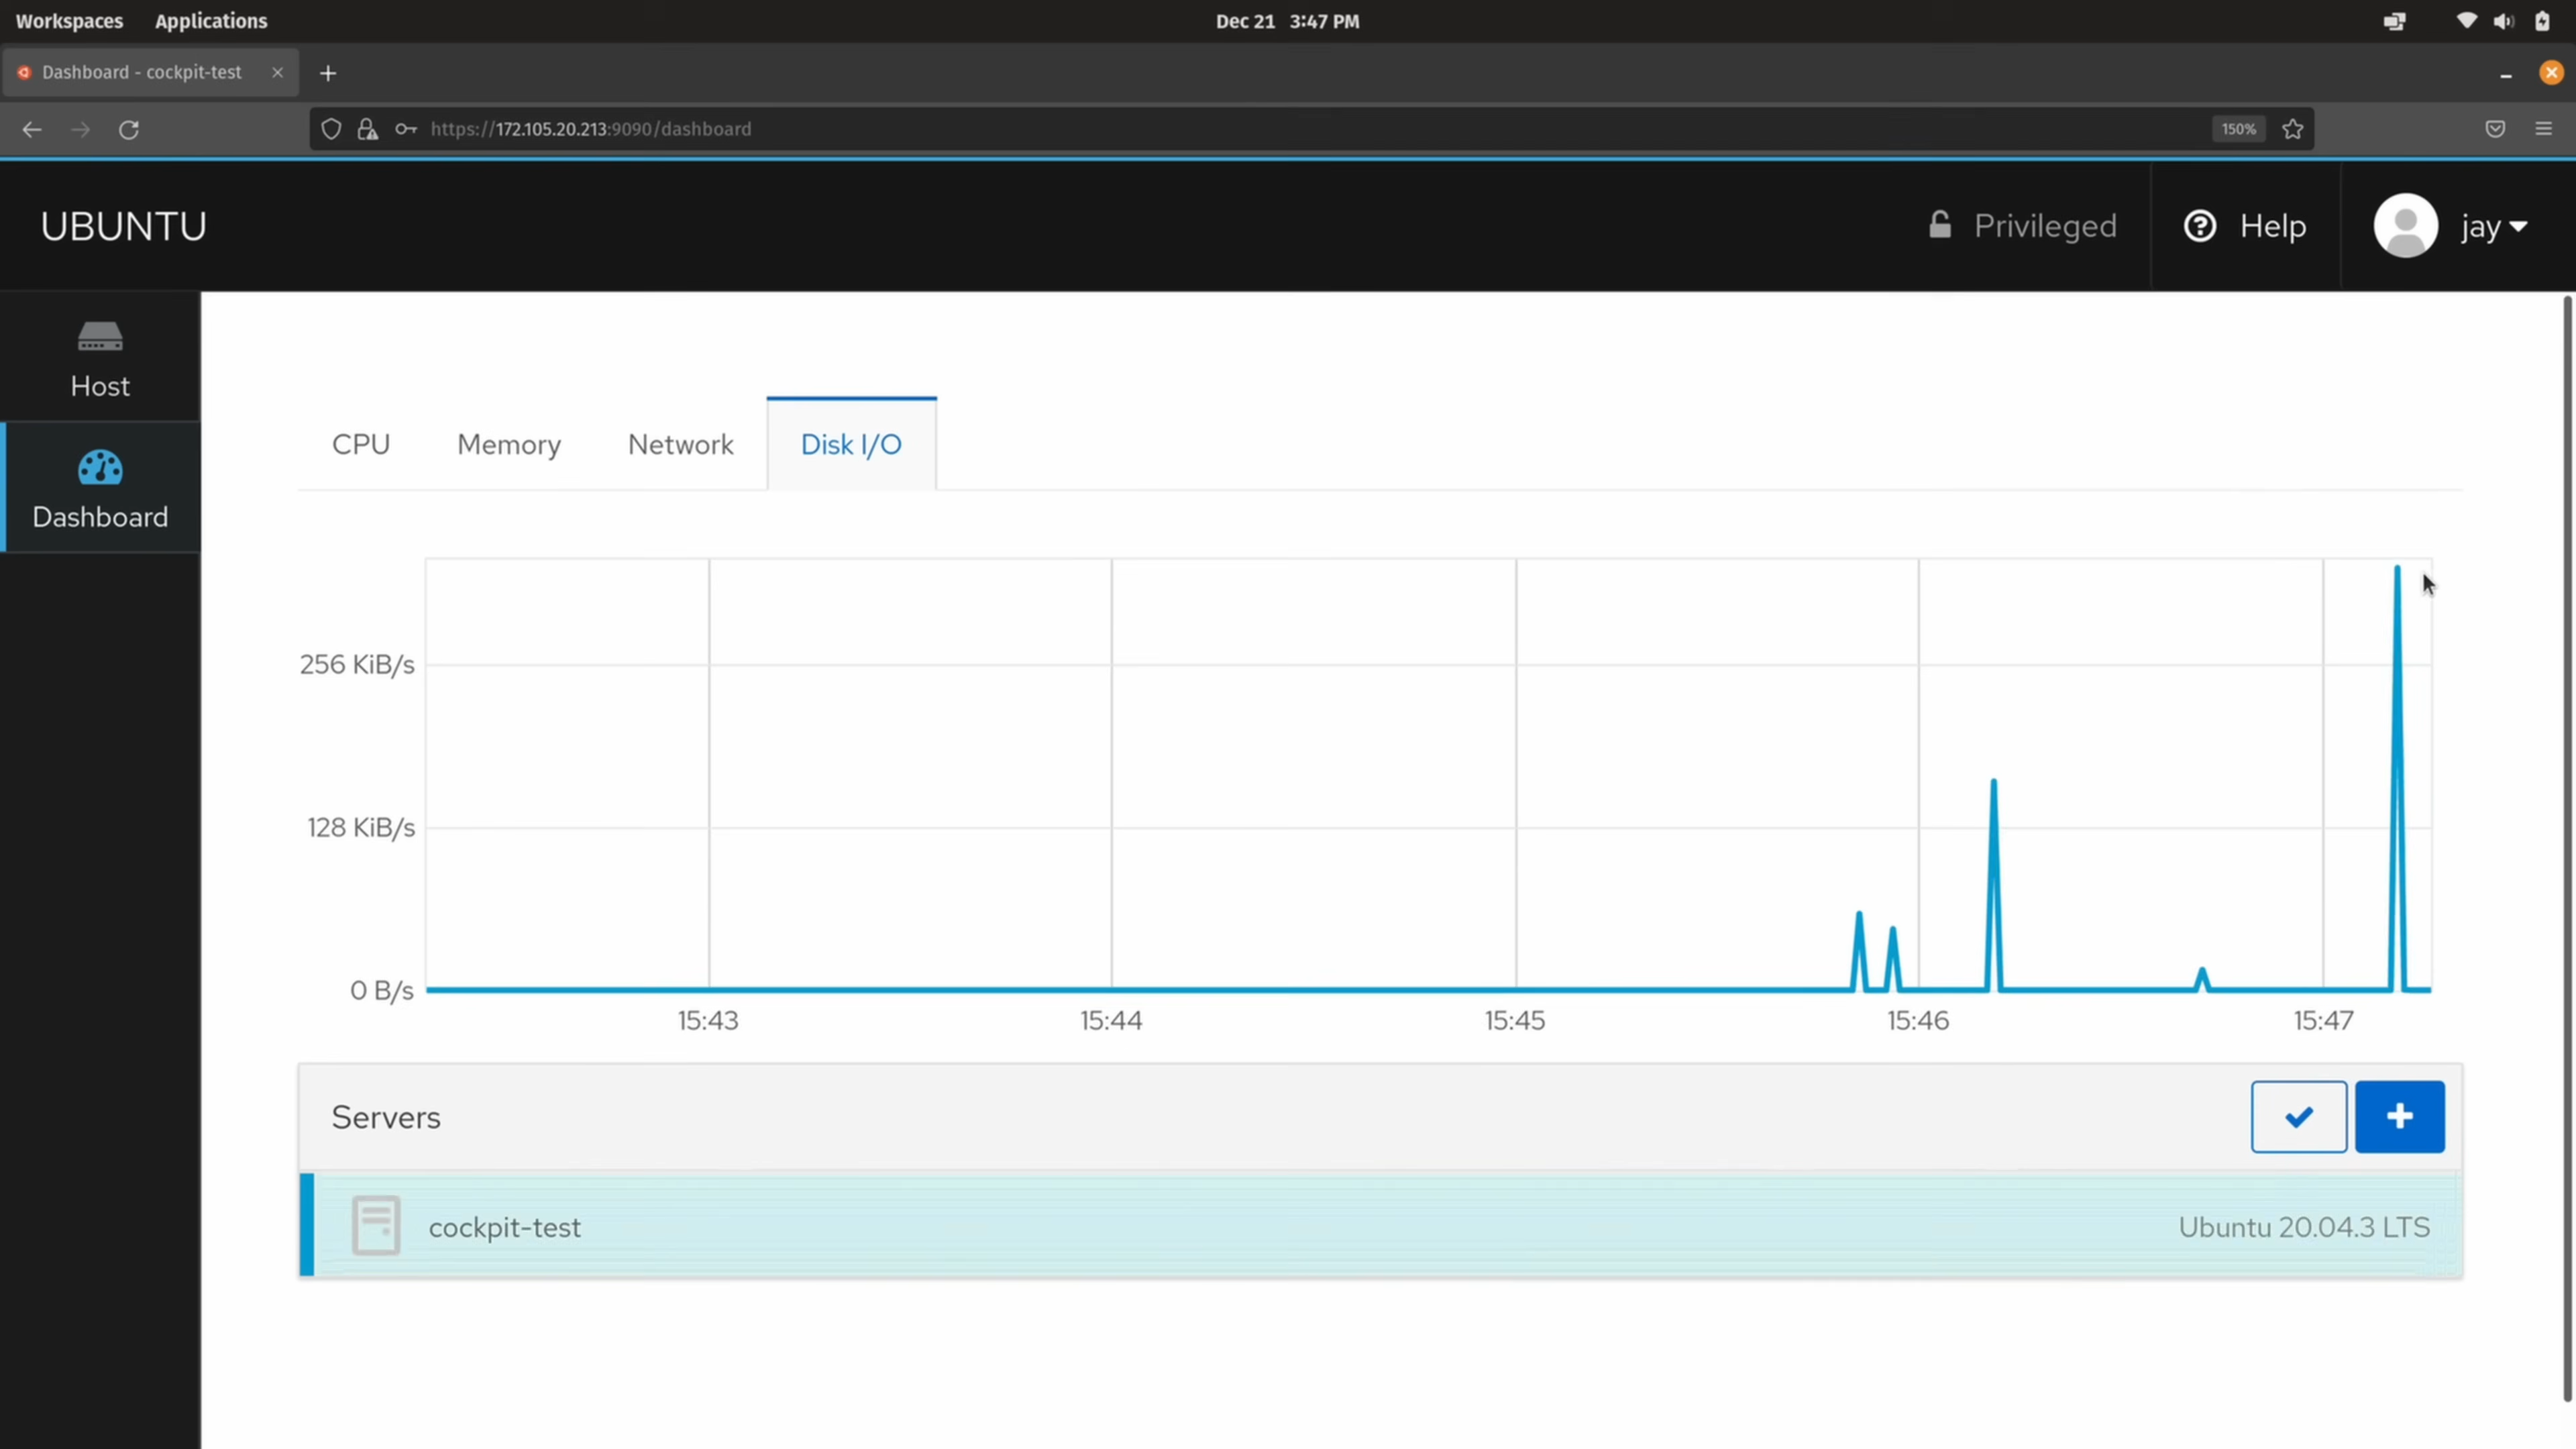 Workspaces Applications Dec 21 3:47 PM
Dashboard - cockpit-test
https://172.105.20.213:9090/dashboard 150%
UBUNTU Privileged Help jay
Host
Dashboard
CPU Memory Network Disk I/O
256 KiB/s
128 KiB/s
0 B/s
15:43 15:44 15:45 15:46 15:47
Servers
cockpit-test Ubuntu 20.04.3 LTS